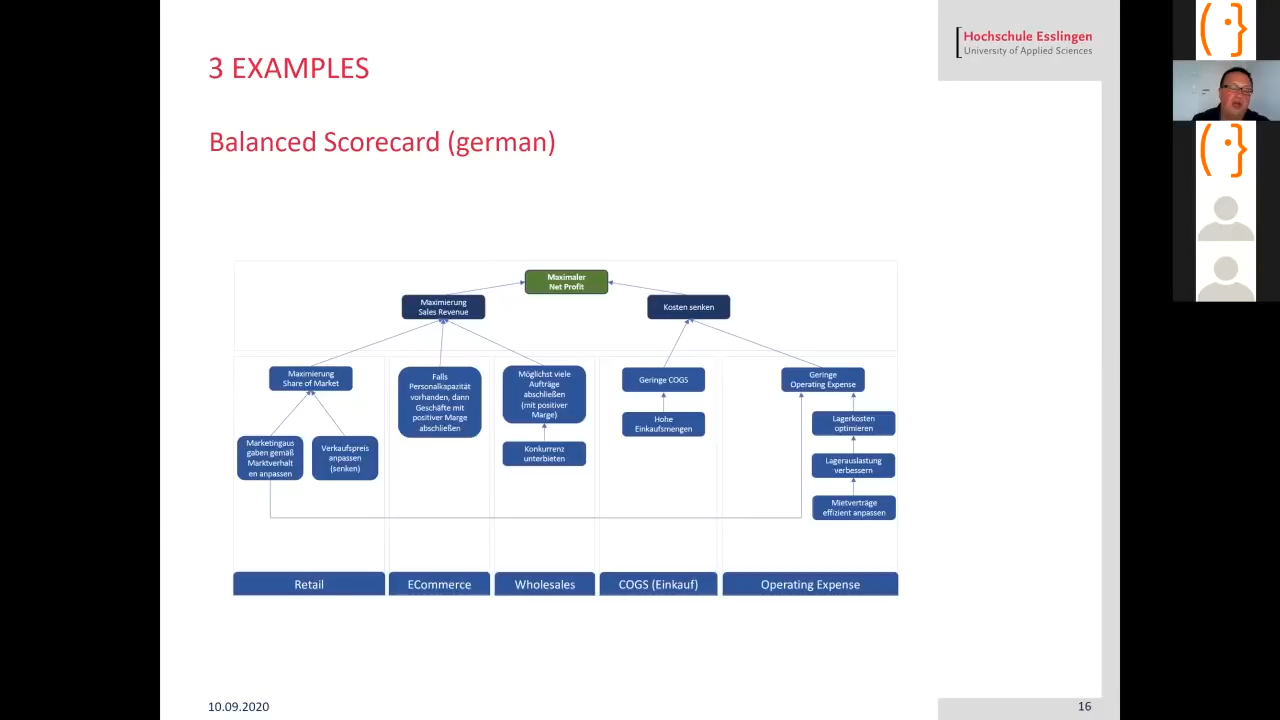 Hochschule Esslingen
University of Applied Sciences
3 EXAMPLES
Balanced Scorecard (german)
Maximaler
Net Profit
Maximierung
Sales Revenue
Kosten senken
Maximierung
Share of Market
Falls
Personalkapazität
vorhanden, dann
Geschäfte mit
positiver Marge
abschließen
Möglichst viele
Aufträge
abschließen
(mit positiver
Marge)
Geringe COGS
Geringe
Operating Expense
Marketingaus
gaben gemäß
Marktverhalt
en anpassen
Verkaufspreis
anpassen
(senken)
Konkurrenz
unterbieten
Hohe
Einkaufsmengen
Lagerkosten
optimieren
Lagerauslastung
verbessern
Mietverträge
effizient anpassen
Retail
ECommerce
Wholesales
COGS (Einkauf)
Operating Expense
10.09.2020
16